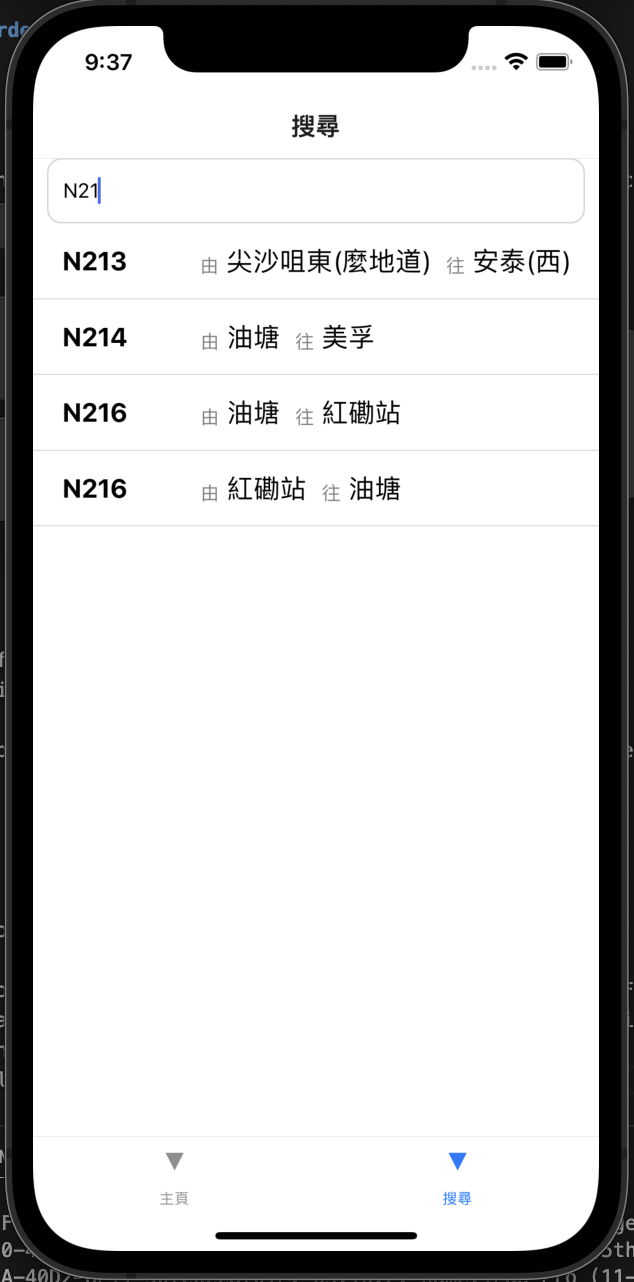 9:37
搜尋
N21
N213 由 尖沙咀東(麼地道) 往 安泰(西)
N214 由 油塘 往 美孚
N216 由 油塘 往 紅磡站
N216 由 紅磡站 往 油塘
主頁 搜尋